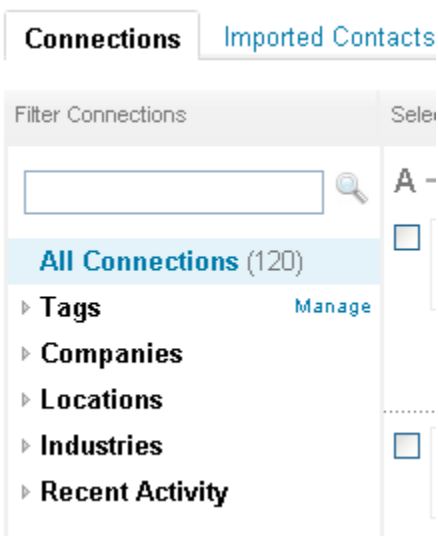 Connections Imported Contacts
Filter Connections
A –
All Connections (120)
Tags Manage
Companies
Locations
Industries
Recent Activity